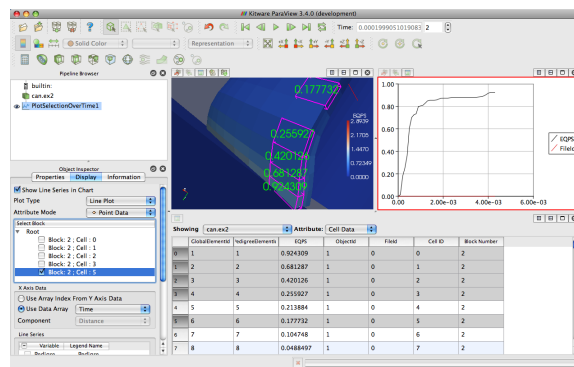 Kitware ParaView 3.4.0 (development)
Time: 0.0001999051019083 2
Solid Color
Representation
Pipeline Browser
builtin:
can.ex2
PlotSelectionOverTime1
Object Inspector
Properties Display Information
Show Line Series in Chart
Plot Type Line Plot
Attribute Mode Point Data
Select Block
Root
Block: 2 ; Cell : 0
Block: 2 ; Cell : 1
Block: 2 ; Cell : 2
Block: 2 ; Cell : 3
Block: 2 ; Cell : 5
X Axis Data
Use Array Index From Y Axis Data
Use Data Array Time
Component Distance
Line Series
Variable Legend Name
0.177732
0.255927
0.420126
0.681287
0.924309
EQPS
2.8939
2.1705
1.4470
0.72349
0.0000
1.00
0.80
0.60
0.40
0.20
0.00
0.00 2.00e-03 4.00e-03 6.00e-03
EQPS
Showing can.ex2 Attribute: Cell Data
GlobalElementId PedigreeElementId EQPS ObjectId FileId Cell ID Block Number
0 1 1 0.924309 1 0 0 2
1 2 2 0.681287 1 0 1 2
2 3 3 0.420126 1 0 2 2
3 4 4 0.255927 1 0 3 2
4 5 5 0.213884 1 0 4 2
5 6 6 0.177732 1 0 5 2
6 7 7 0.104748 1 0 6 2
7 8 8 0.0488497 1 0 7 2